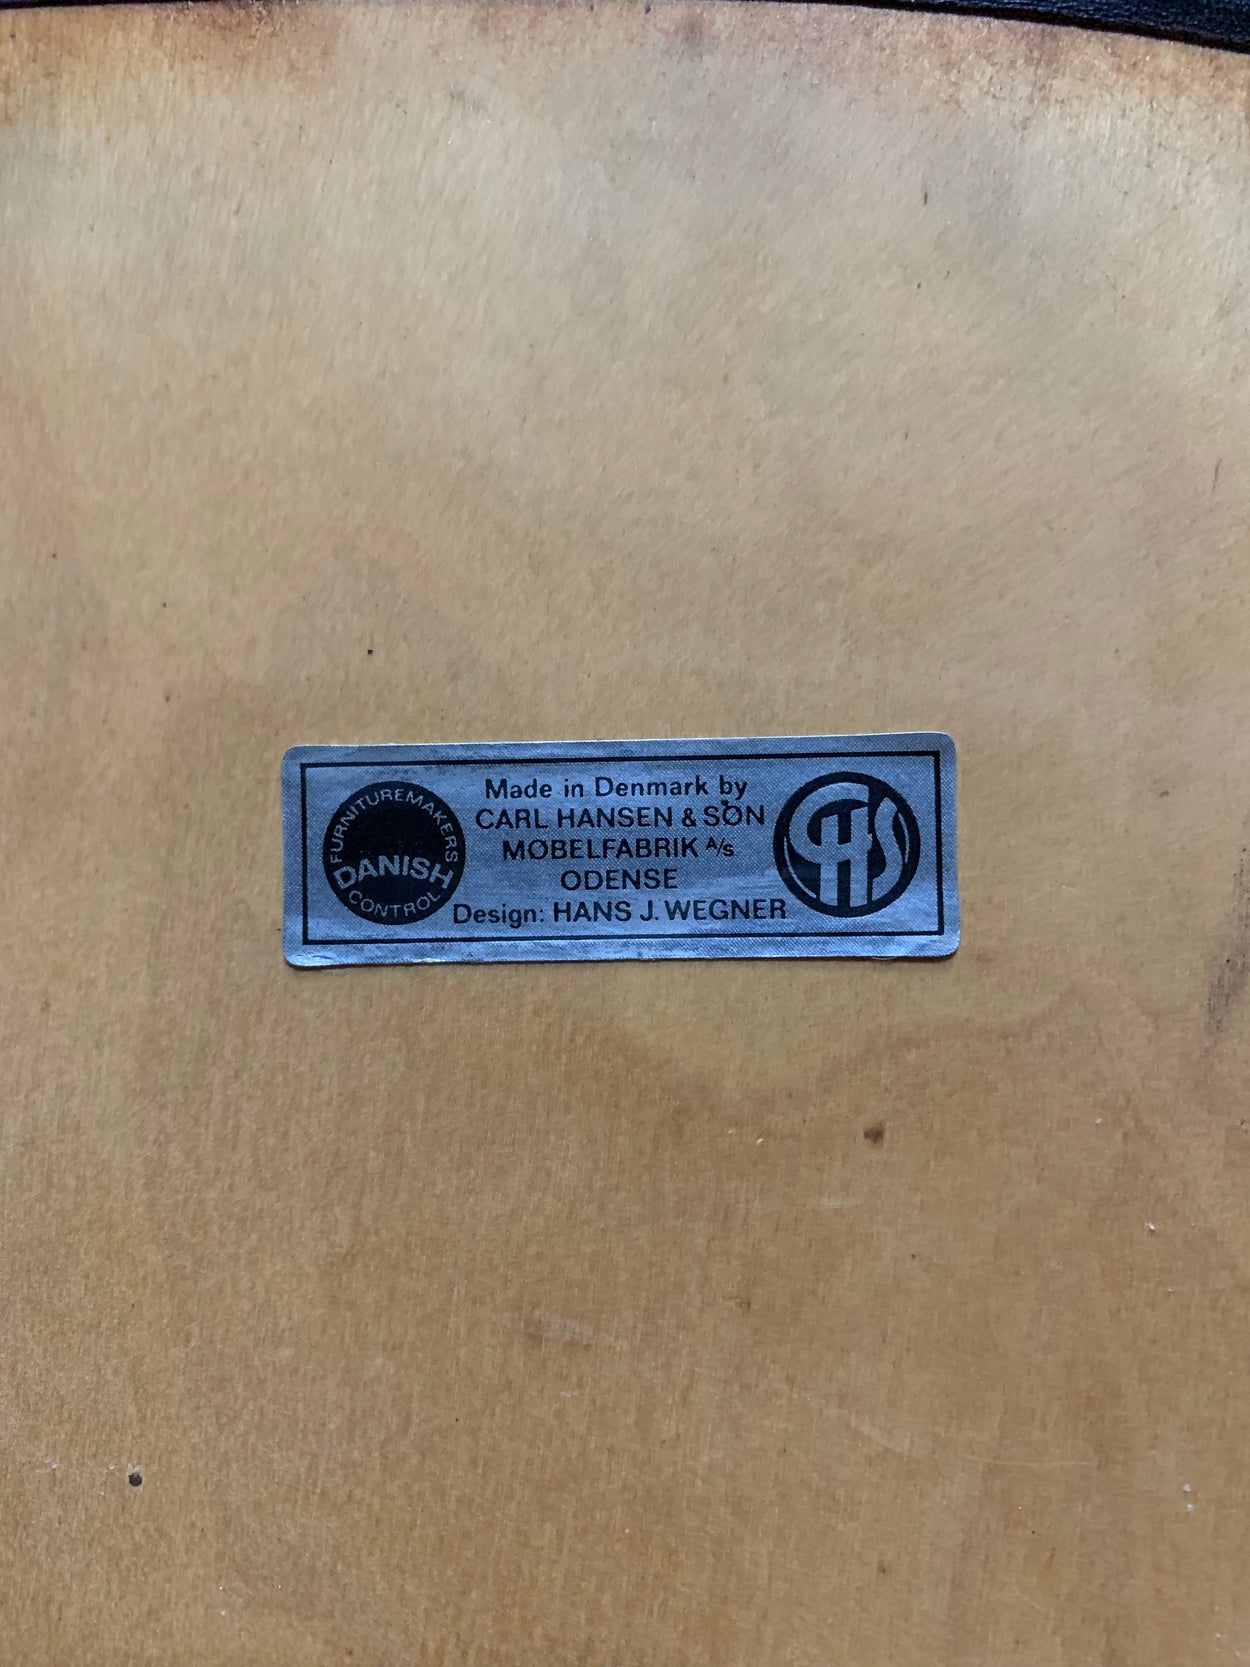 FURNITUREMAKERS
DANISH
CONTROL
Made in Denmark by
CARL HANSEN & SØN
MØBELFABRIK A/S
ODENSE
Design: HANS J. WEGNER
CHS